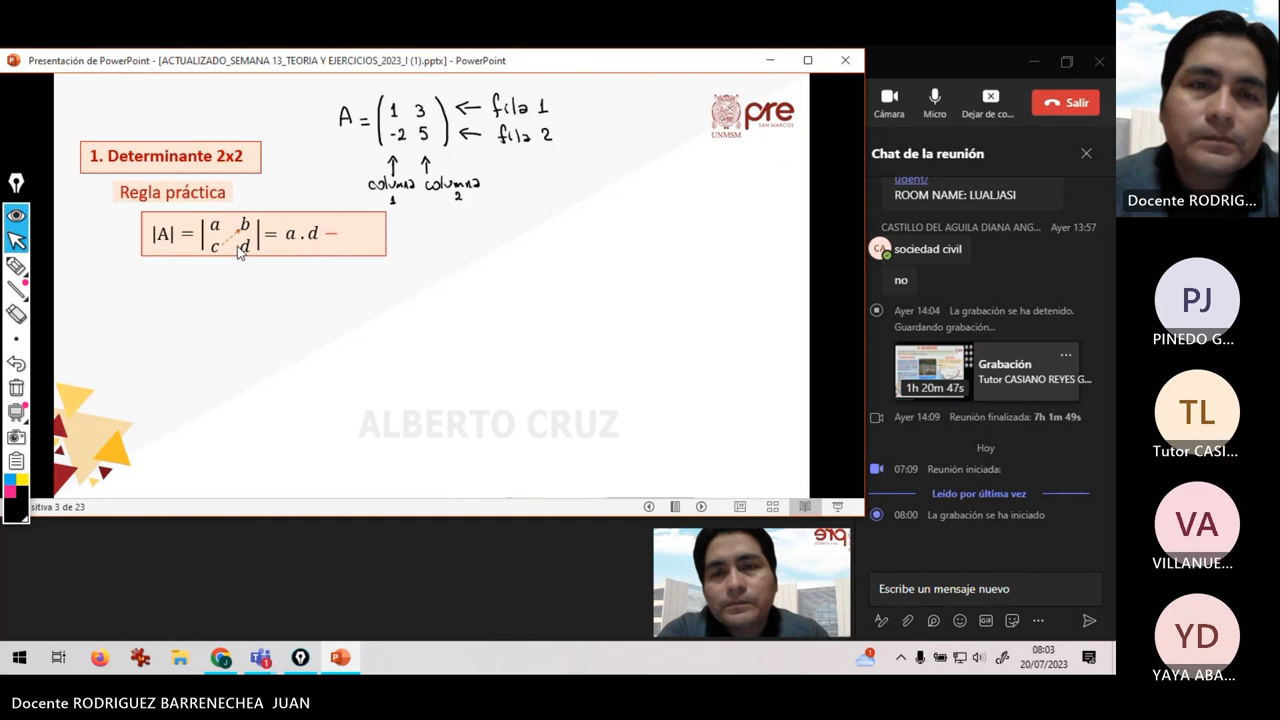 Presentación de PowerPoint - [ACTUALIZADO_SEMANA 13_TEORIA Y EJERCICIOS_2023_I (1).pptx] - PowerPoint
A = ( 1 3 ) ← fila 1
-2 5 ← fila 2
↑ ↑
columna columna
1 2
pre
SAN MARCOS
UNMSM
1. Determinante 2x2
Regla práctica
|A| = | a b | = a . d −
c d
ALBERTO CRUZ
sitiva 3 de 23
Cámara
Micro
Dejar de co...
Salir
Chat de la reunión
udent/
ROOM NAME: LUALJASI
CASTILLO DEL AGUILA DIANA ANG... Ayer 13:57
CA
sociedad civil
no
Ayer 14:04 La grabación se ha detenido.
Guardando grabación...
Grabación
Tutor CASIANO REYES G...
1h 20m 47s
Ayer 14:09 Reunión finalizada: 7h 1m 49s
Hoy
07:09 Reunión iniciada:
Leído por última vez
08:00 La grabación se ha iniciado
Escribe un mensaje nuevo
GIF
pre
Docente RODRIG...
PJ
PINEDO G...
TL
Tutor CASI...
VA
VILLANUE...
YD
YAYA ABA...
1
1
08:03
20/07/2023
Docente RODRIGUEZ BARRENECHEA JUAN